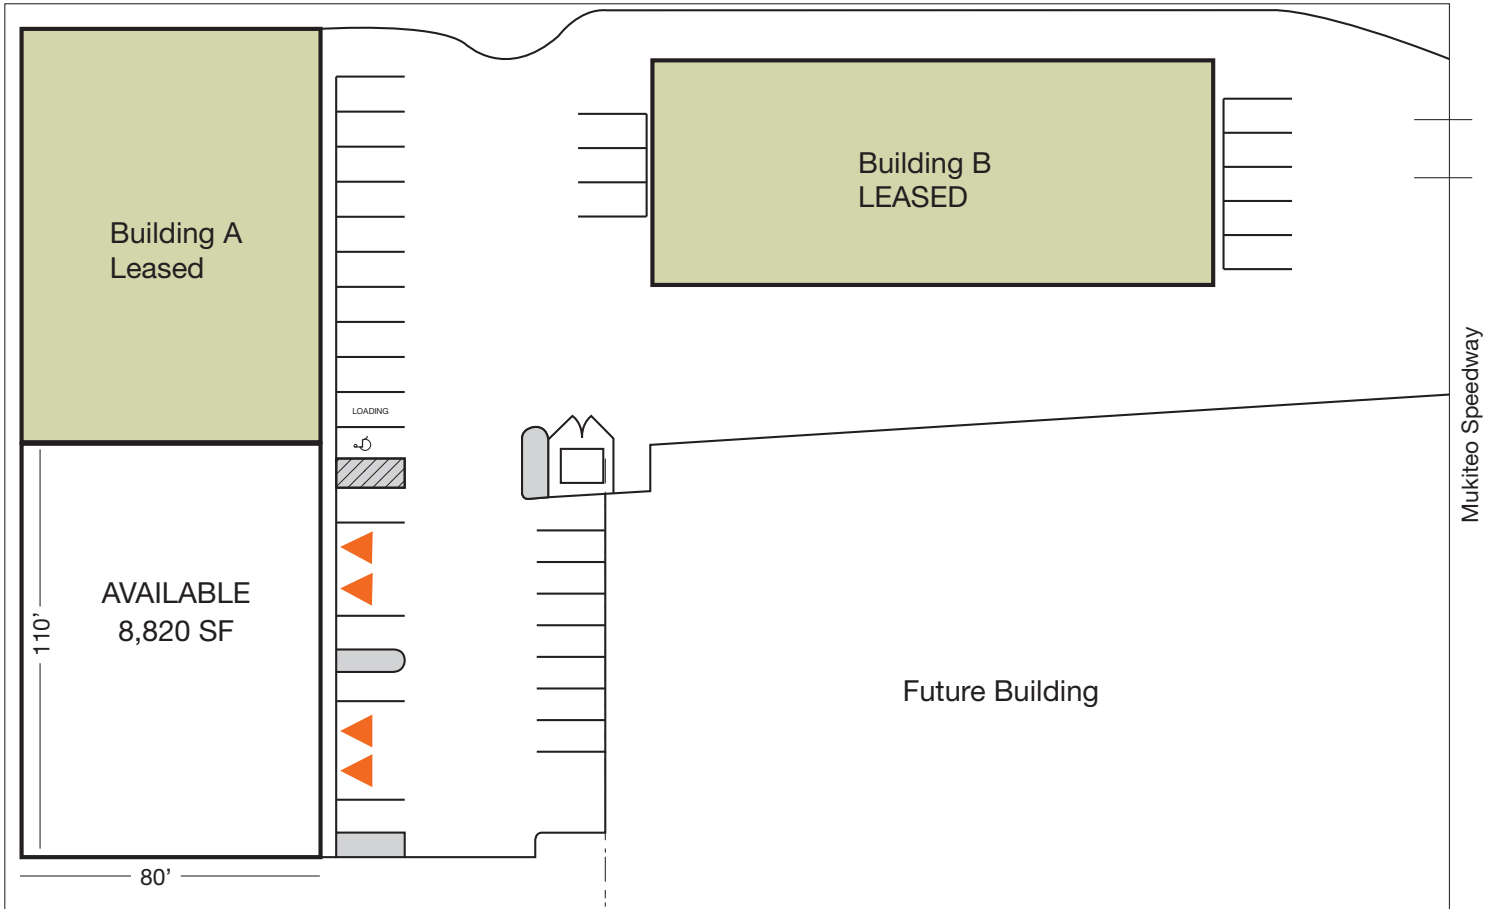 Building A
Leased
Building B
LEASED
LOADING
AVAILABLE
8,820 SF
110’
80’
Future Building
Mukiteo Speedway